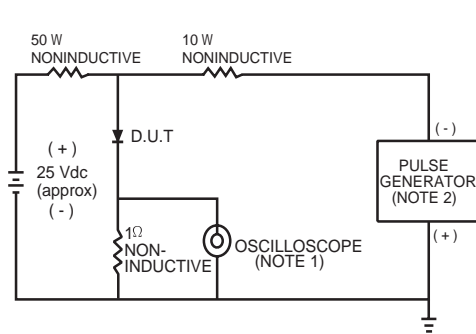 50 W
NONINDUCTIVE
10 W
NONINDUCTIVE
D.U.T
( + )
25 Vdc
(approx)
( - )
1Ω
NON-
INDUCTIVE
OSCILLOSCOPE
(NOTE 1)
( - )
PULSE
GENERATOR
(NOTE 2)
( + )